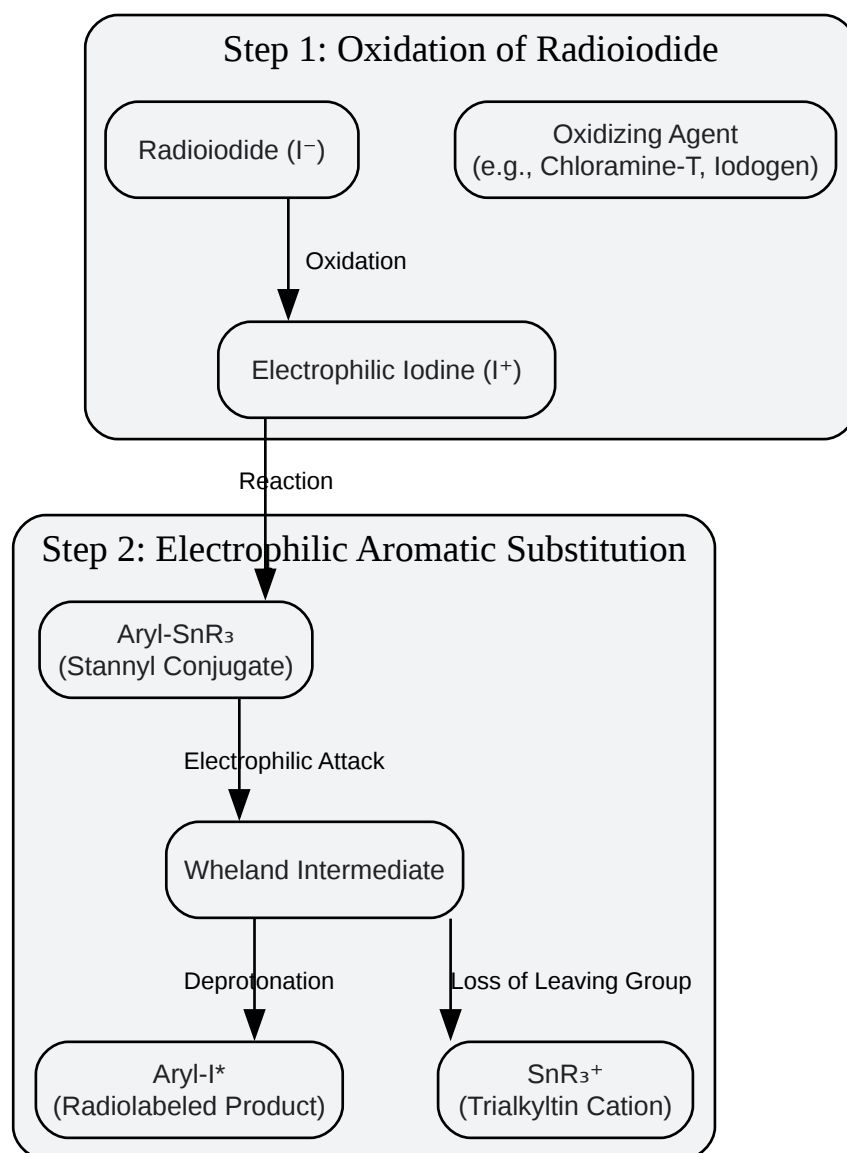 Step 1: Oxidation of Radioiodide
Radioiodide (I⁻)
Oxidizing Agent
(e.g., Chloramine-T, Iodogen)
Oxidation
Electrophilic Iodine (I⁺)
Reaction
Step 2: Electrophilic Aromatic Substitution
Aryl-SnR₃
(Stannyl Conjugate)
Electrophilic Attack
Wheland Intermediate
Deprotonation
Loss of Leaving Group
Aryl-I*
(Radiolabeled Product)
SnR₃⁺
(Trialkyltin Cation)